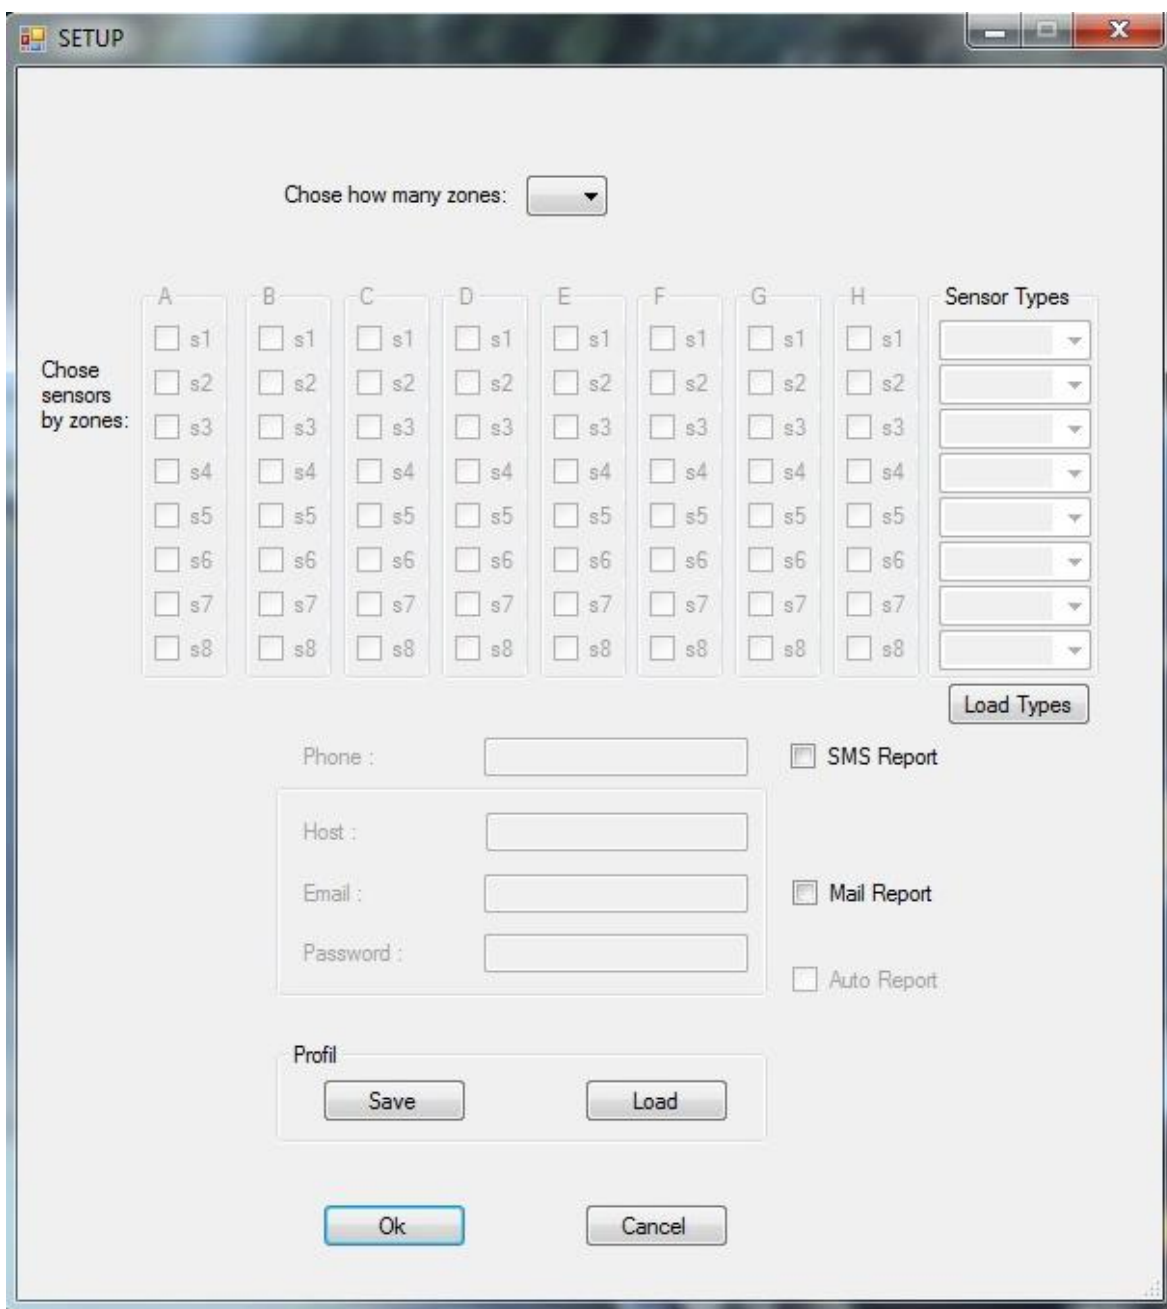 SETUP
Chose how many zones:
A B C D E F G H Sensor Types
s1 s1 s1 s1 s1 s1 s1 s1
Chose
sensors
by zones:
s2 s2 s2 s2 s2 s2 s2 s2
s3 s3 s3 s3 s3 s3 s3 s3
s4 s4 s4 s4 s4 s4 s4 s4
s5 s5 s5 s5 s5 s5 s5 s5
s6 s6 s6 s6 s6 s6 s6 s6
s7 s7 s7 s7 s7 s7 s7 s7
s8 s8 s8 s8 s8 s8 s8 s8
Load Types
Phone : SMS Report
Host :
Email : Mail Report
Password :
Auto Report
Profil
Save Load
Ok Cancel